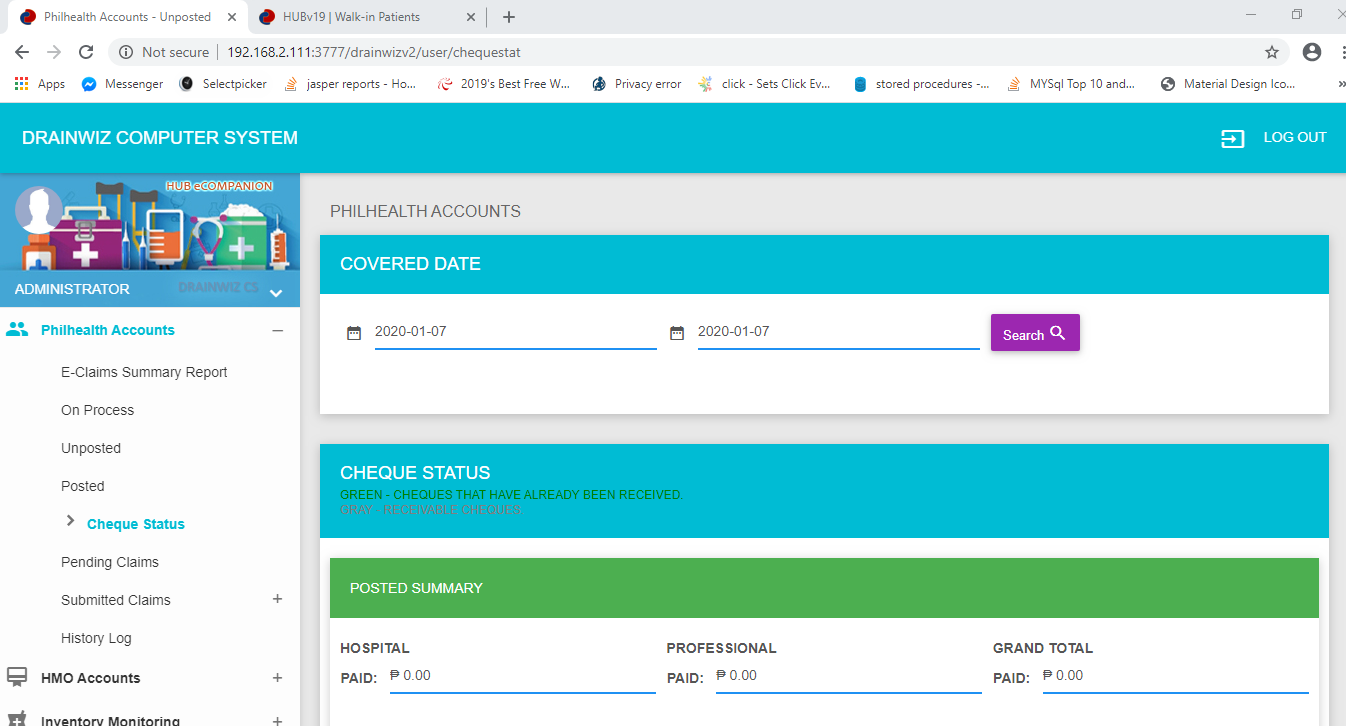 Philhealth Accounts - Unposted
HUBv19 | Walk-in Patients
Not secure
192.168.2.111:3777/drainwizv2/user/chequestat
Apps
Messenger
Selectpicker
jasper reports - Ho...
2019's Best Free W...
Privacy error
click - Sets Click Ev...
stored procedures -...
MYSql Top 10 and...
Material Design Ico...
DRAINWIZ COMPUTER SYSTEM
LOG OUT
HUB eCOMPANION
ADMINISTRATOR
DRAINWIZ CS
Philhealth Accounts
E-Claims Summary Report
On Process
Unposted
Posted
Cheque Status
Pending Claims
Submitted Claims
History Log
HMO Accounts
Inventory Monitoring
PHILHEALTH ACCOUNTS
COVERED DATE
2020-01-07
2020-01-07
Search
CHEQUE STATUS
GREEN - CHEQUES THAT HAVE ALREADY BEEN RECEIVED.
GRAY - RECEIVABLE CHEQUES.
POSTED SUMMARY
HOSPITAL
PAID: ₱ 0.00
PROFESSIONAL
PAID: ₱ 0.00
GRAND TOTAL
PAID: ₱ 0.00